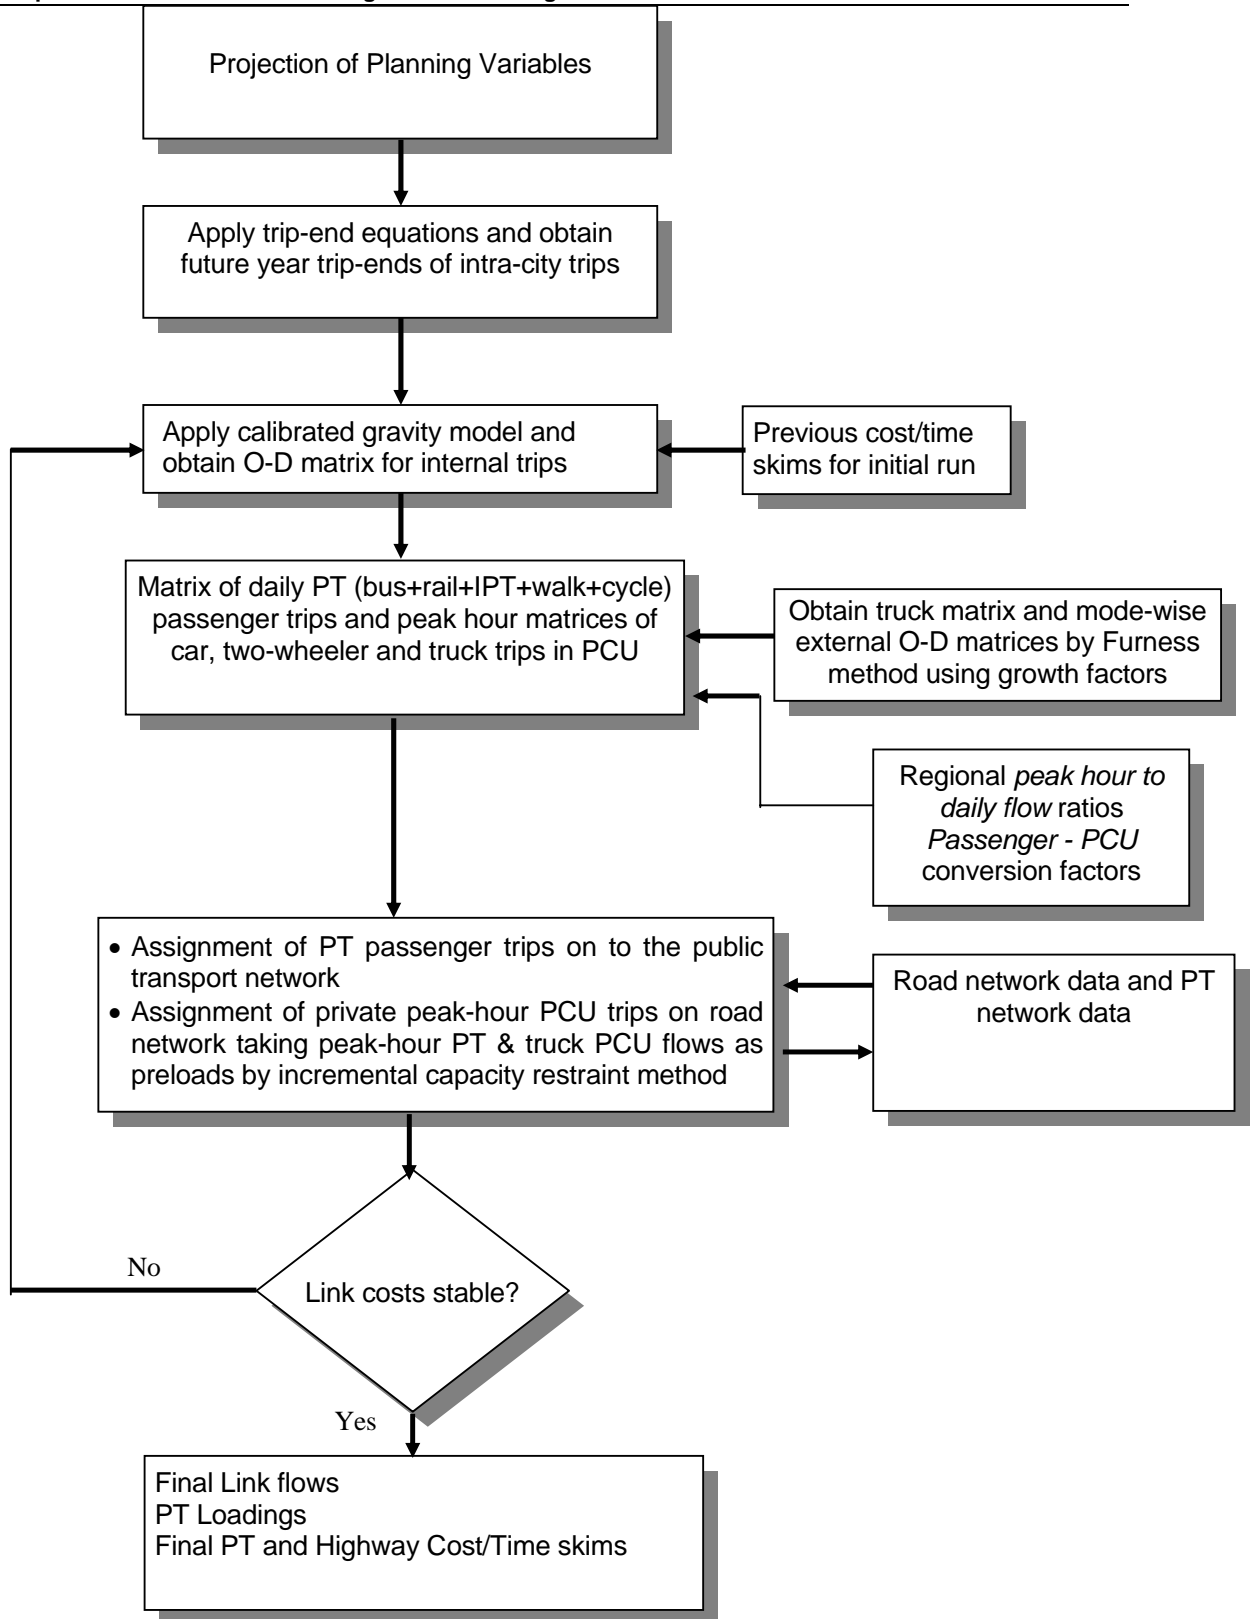 Projection of Planning Variables
Apply trip-end equations and obtain
future year trip-ends of intra-city trips
Apply calibrated gravity model and
obtain O-D matrix for internal trips
Previous cost/time
skims for initial run
Matrix of daily PT (bus+rail+IPT+walk+cycle)
passenger trips and peak hour matrices of
car, two-wheeler and truck trips in PCU
Obtain truck matrix and mode-wise
external O-D matrices by Furness
method using growth factors
Regional peak hour to
daily flow ratios
Passenger - PCU
conversion factors
• Assignment of PT passenger trips on to the public
transport network
• Assignment of private peak-hour PCU trips on road
network taking peak-hour PT & truck PCU flows as
preloads by incremental capacity restraint method
Road network data and PT
network data
No
Link costs stable?
Yes
Final Link flows
PT Loadings
Final PT and Highway Cost/Time skims